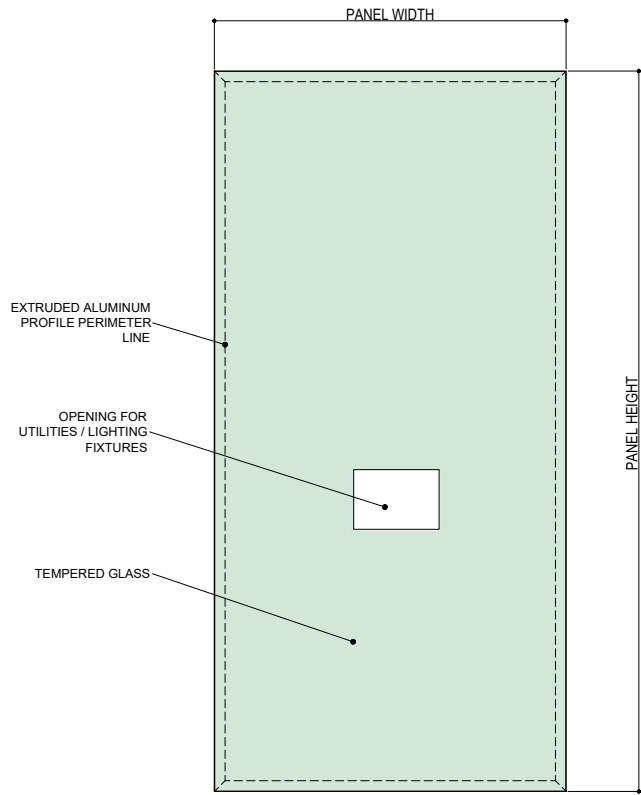 PANEL WIDTH
EXTRUDED ALUMINUM
PROFILE PERIMETER
LINE
OPENING FOR
UTILITIES / LIGHTING
FIXTURES
TEMPERED GLASS
PANEL HEIGHT